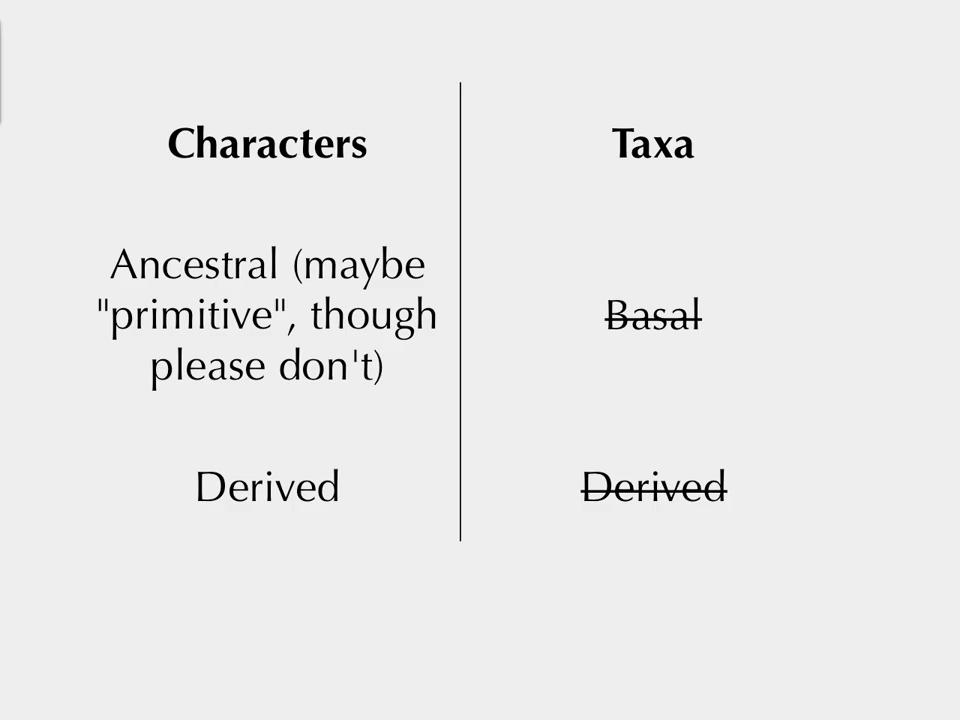 Characters
Taxa
Ancestral (maybe
"primitive", though
please don't)
Basal
Derived
Derived